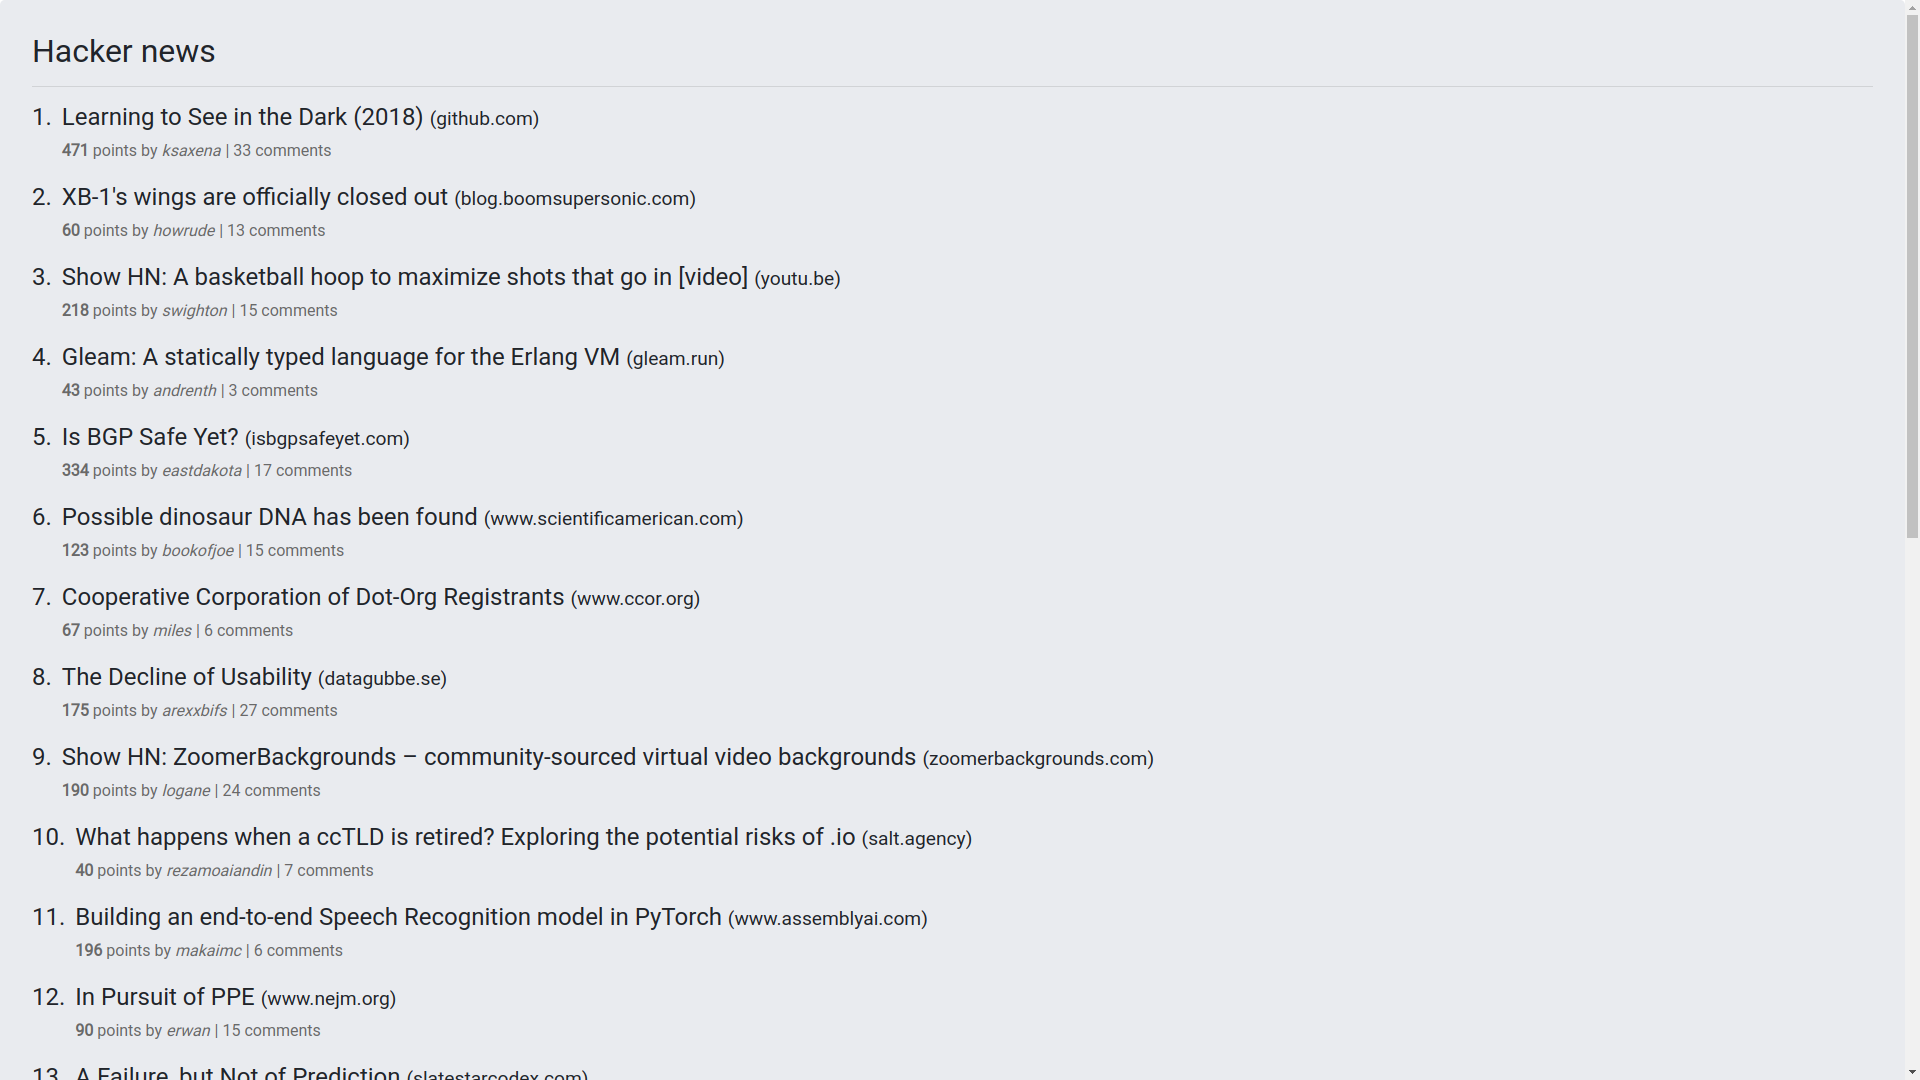 Hacker news
1. Learning to See in the Dark (2018) (github.com)
471 points by ksaxena | 33 comments
2. XB-1's wings are officially closed out (blog.boomsupersonic.com)
60 points by howrude | 13 comments
3. Show HN: A basketball hoop to maximize shots that go in [video] (youtu.be)
218 points by swighton | 15 comments
4. Gleam: A statically typed language for the Erlang VM (gleam.run)
43 points by andrenth | 3 comments
5. Is BGP Safe Yet? (isbgpsafeyet.com)
334 points by eastdakota | 17 comments
6. Possible dinosaur DNA has been found (www.scientificamerican.com)
123 points by bookofjoe | 15 comments
7. Cooperative Corporation of Dot-Org Registrants (www.ccor.org)
67 points by miles | 6 comments
8. The Decline of Usability (datagubbe.se)
175 points by arexxbifs | 27 comments
9. Show HN: ZoomerBackgrounds – community-sourced virtual video backgrounds (zoomerbackgrounds.com)
190 points by logane | 24 comments
10. What happens when a ccTLD is retired? Exploring the potential risks of .io (salt.agency)
40 points by rezamoaiandin | 7 comments
11. Building an end-to-end Speech Recognition model in PyTorch (www.assemblyai.com)
196 points by makaimc | 6 comments
12. In Pursuit of PPE (www.nejm.org)
90 points by erwan | 15 comments
13. A Failure, but Not of Prediction (slatestarcodex.com)